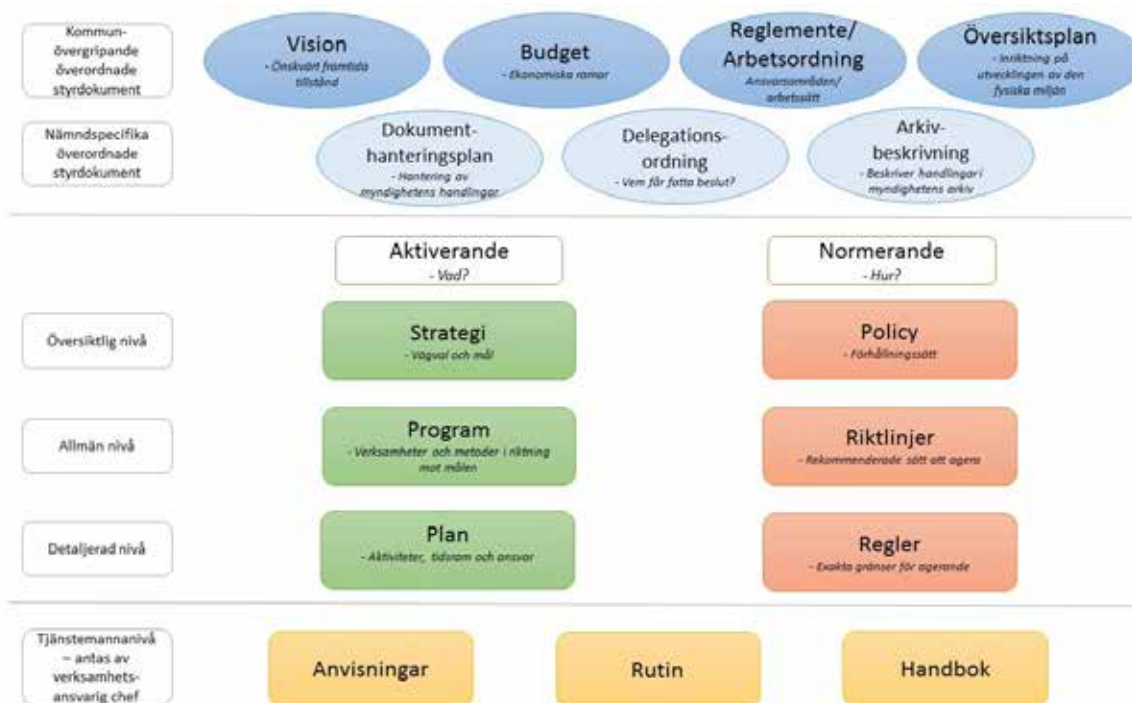 Kommun-
övergripande
överordnade
styrdokument
Vision
- Önskvärt framtida
tillstånd
Budget
- Ekonomiska ramar
Reglemente/
Arbetsordning
Ansvarsområden/
arbetssätt
Översiktsplan
- Inriktning på
utvecklingen av den
fysiska miljön
Nämndspecifika
överordnade
styrdokument
Dokument-
hanteringsplan
- Hantering av
myndighetens handlingar
Delegations-
ordning
- Vem får fatta beslut?
Arkiv-
beskrivning
- Beskriver handlingar i
myndighetens arkiv
Aktiverande
- Vad?
Normerande
- Hur?
Översiktlig nivå
Strategi
- Vägval och mål
Policy
- Förhållningssätt
Allmän nivå
Program
- Verksamheter och metoder i riktning
mot målen
Riktlinjer
- Rekommenderade sätt att agera
Detaljerad nivå
Plan
- Aktiviteter, tidsram och ansvar
Regler
- Exakta gränser för agerande
Tjänstemannanivå
– antas av
verksamhets-
ansvarig chef
Anvisningar
Rutin
Handbok